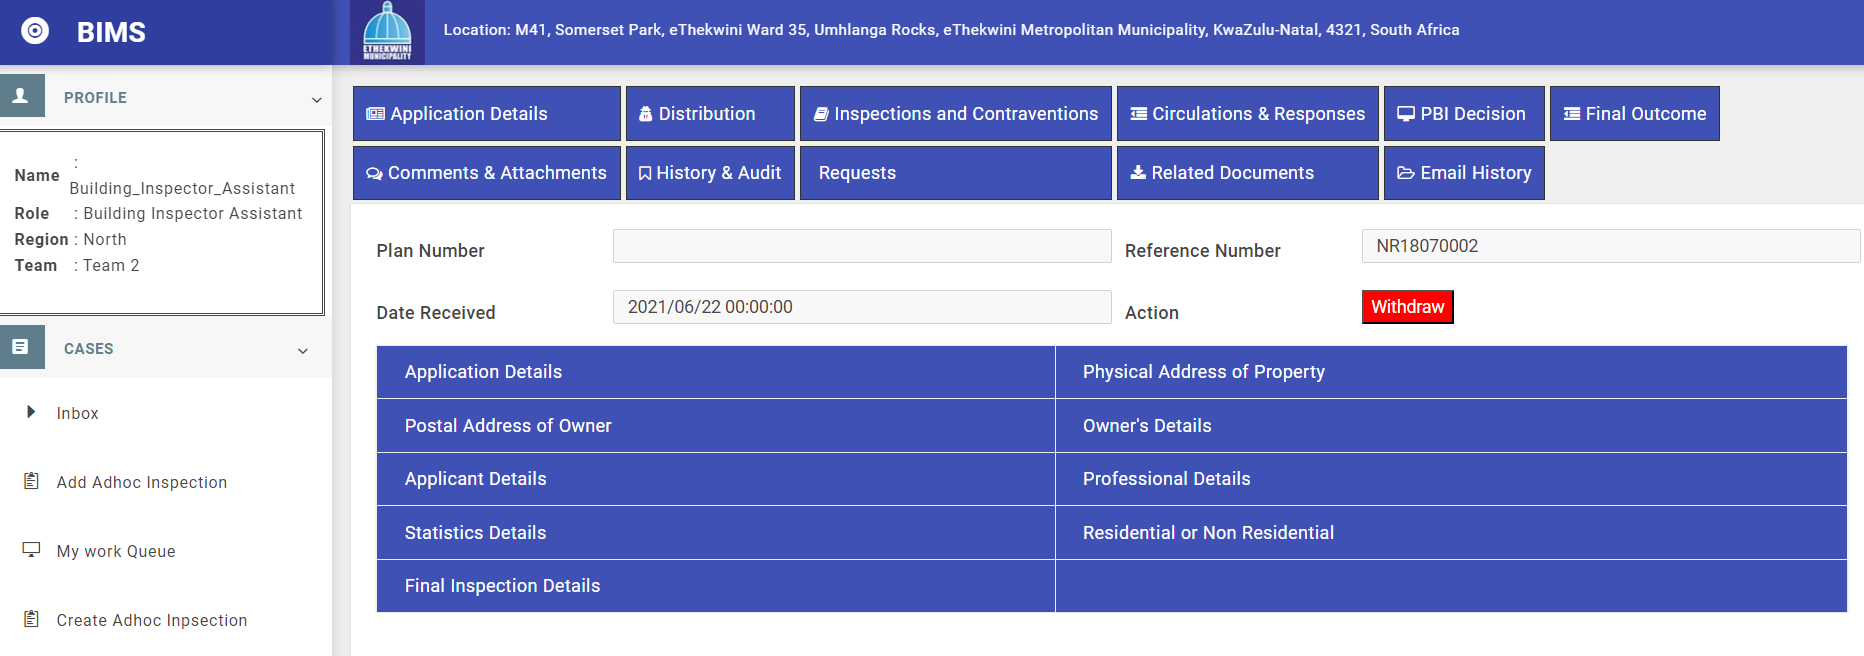 BIMS
ETHEKWINI
MUNICIPALITY
Location: M41, Somerset Park, eThekwini Ward 35, Umhlanga Rocks, eThekwini Metropolitan Municipality, KwaZulu-Natal, 4321, South Africa
PROFILE
Name : Building_Inspector_Assistant
Role : Building Inspector Assistant
Region : North
Team : Team 2
CASES
Inbox
Add Adhoc Inspection
My work Queue
Create Adhoc Inpsection
Application Details Distribution Inspections and Contraventions Circulations & Responses PBI Decision Final Outcome
Comments & Attachments History & Audit Requests Related Documents Email History
Plan Number Reference Number NR18070002
Date Received 2021/06/22 00:00:00 Action Withdraw
Application Details Physical Address of Property
Postal Address of Owner Owner's Details
Applicant Details Professional Details
Statistics Details Residential or Non Residential
Final Inspection Details